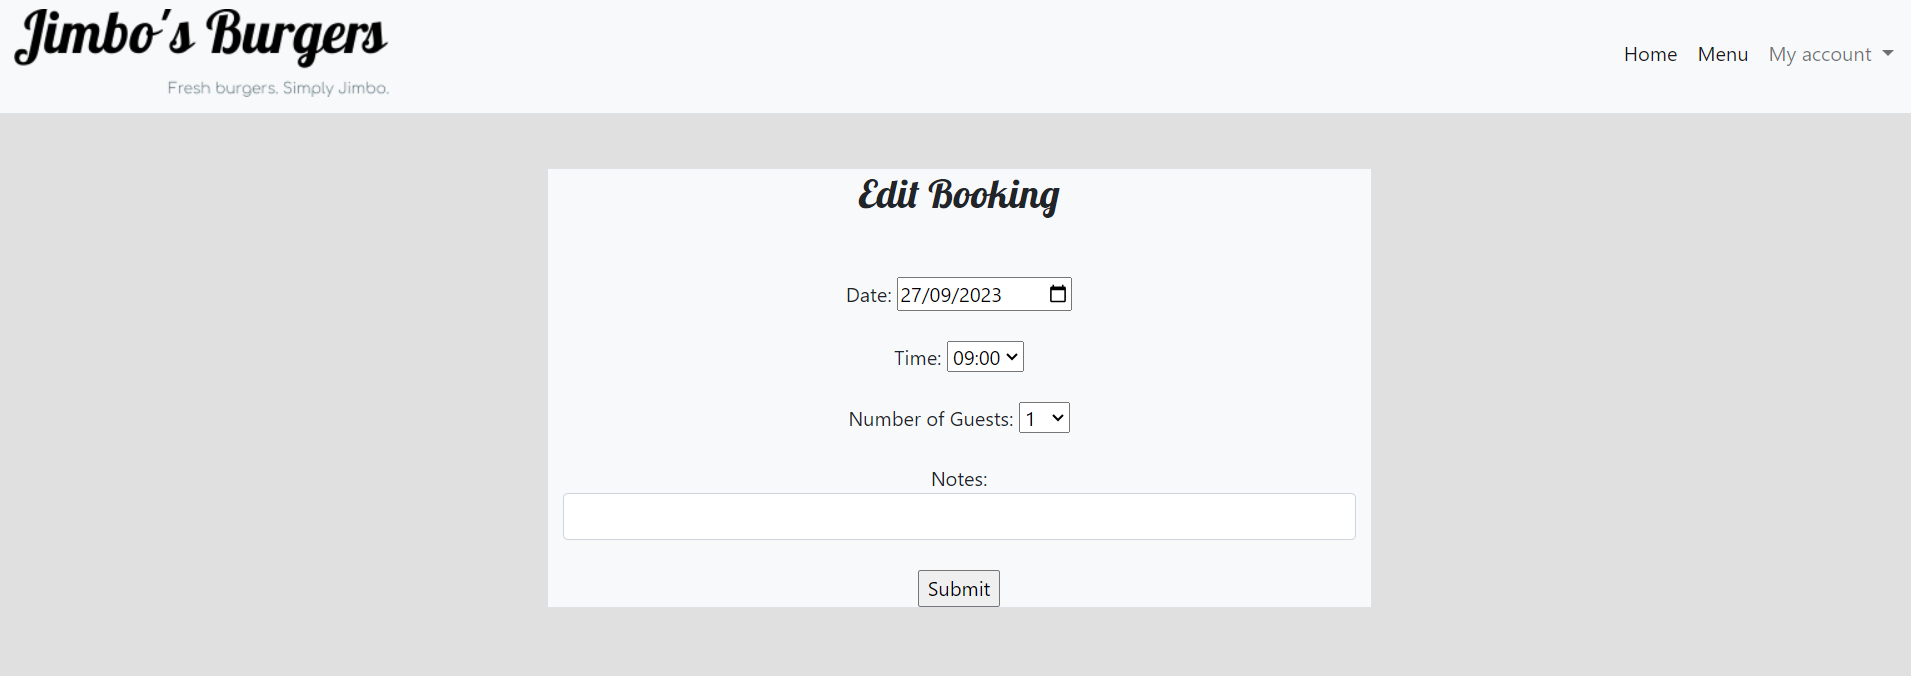 Jimbo's Burgers
Fresh burgers. Simply Jimbo.
Home Menu My account
Edit Booking
Date: 27/09/2023
Time: 09:00
Number of Guests: 1
Notes:
Submit